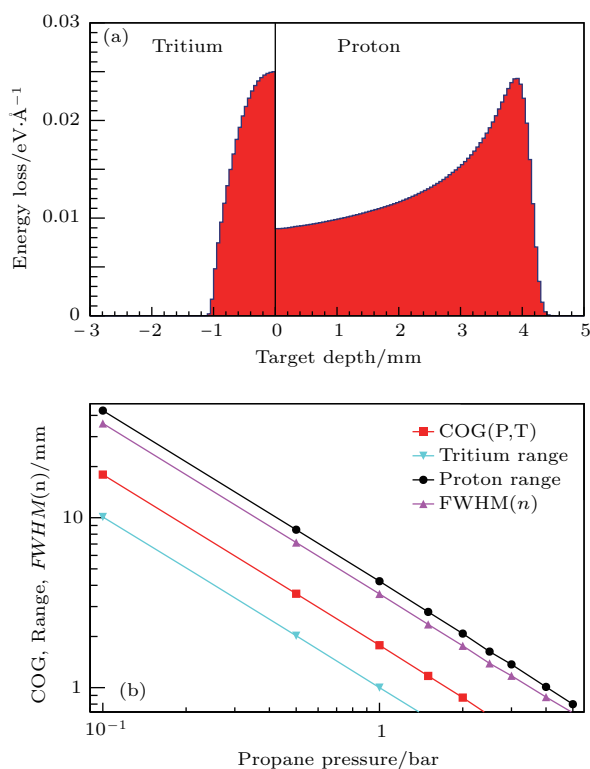 (a)
Tritium
Proton
0.03
0.02
0.01
0
Energy loss/eV·Å⁻¹
−3 −2 −1 0 1 2 3 4 5
Target depth/mm
COG(P,T)
Tritium range
Proton range
FWHM(n)
10
1
COG, Range, FWHM(n)/mm
(b)
10⁻¹ 1
Propane pressure/bar